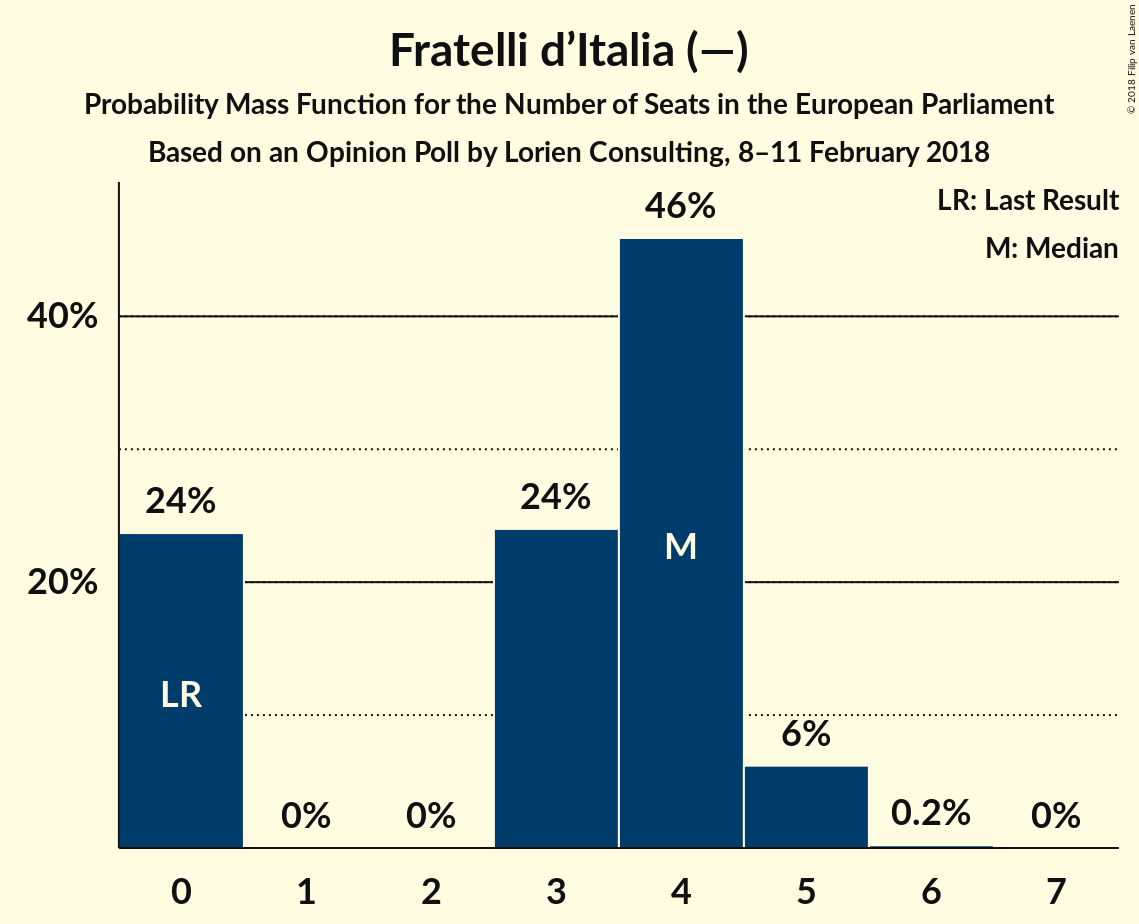 Fratelli d’Italia (—)
Probability Mass Function for the Number of Seats in the European Parliament
Based on an Opinion Poll by Lorien Consulting, 8–11 February 2018
© 2018 Filip van Laenen
LR: Last Result
M: Median
46%
40%
24%
24%
M
20%
LR
6%
0%
0%
0.2%
0%
0 1 2 3 4 5 6 7